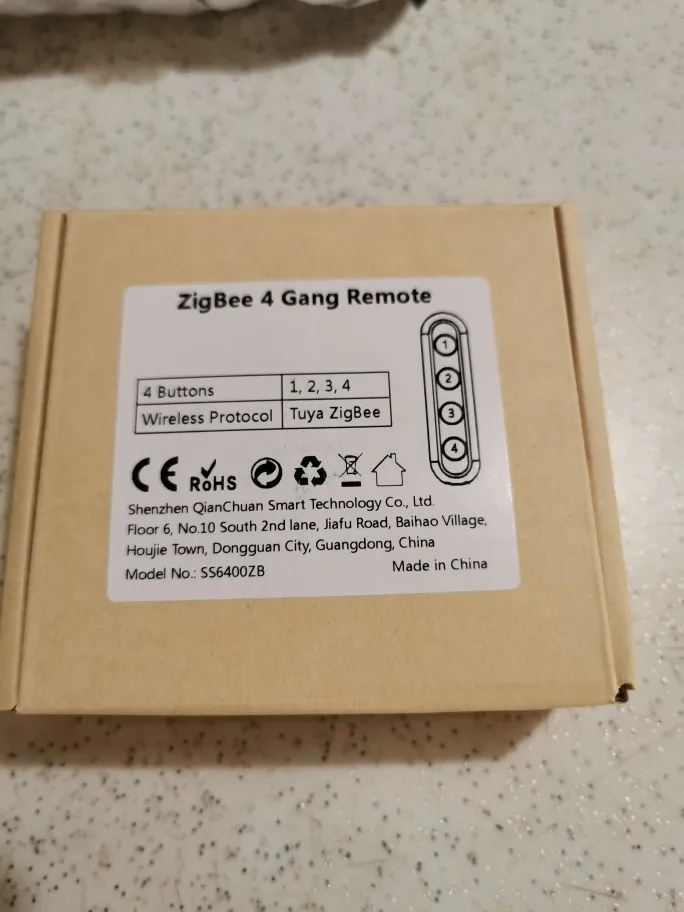 ZigBee 4 Gang Remote
4 Buttons 1, 2, 3, 4
Wireless Protocol Tuya ZigBee
1
2
3
4
CE RoHS
Shenzhen QianChuan Smart Technology Co., Ltd.
Floor 6, No.10 South 2nd lane, Jiafu Road, Baihao Village,
Houjie Town, Dongguan City, Guangdong, China
Model No.: SS6400ZB Made in China